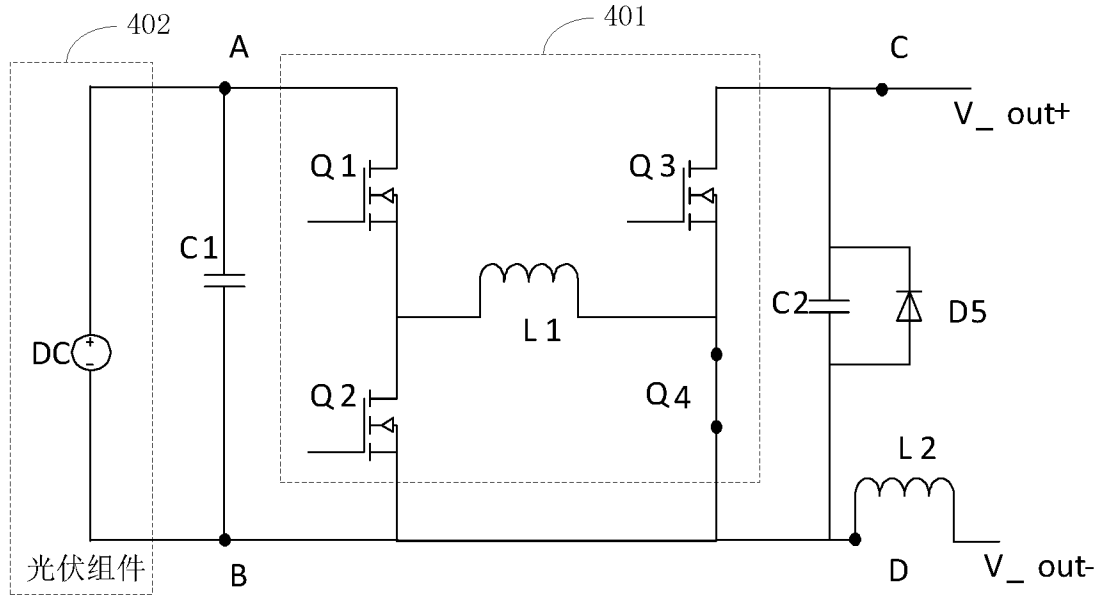 402
401
A
C
V_ out+
Q1
Q3
C1
L1
C2
D5
DC
+
-
Q2
Q4
L2
光伏组件
B
D
V_ out-